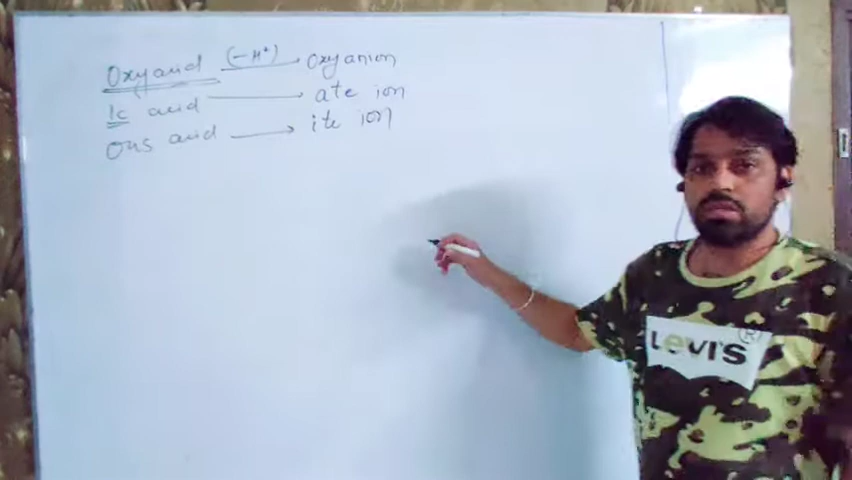 Oxyacid (-H⁺) → oxyanion
Ic acid → ate ion
Ous acid → ite ion
LEVI'S ®